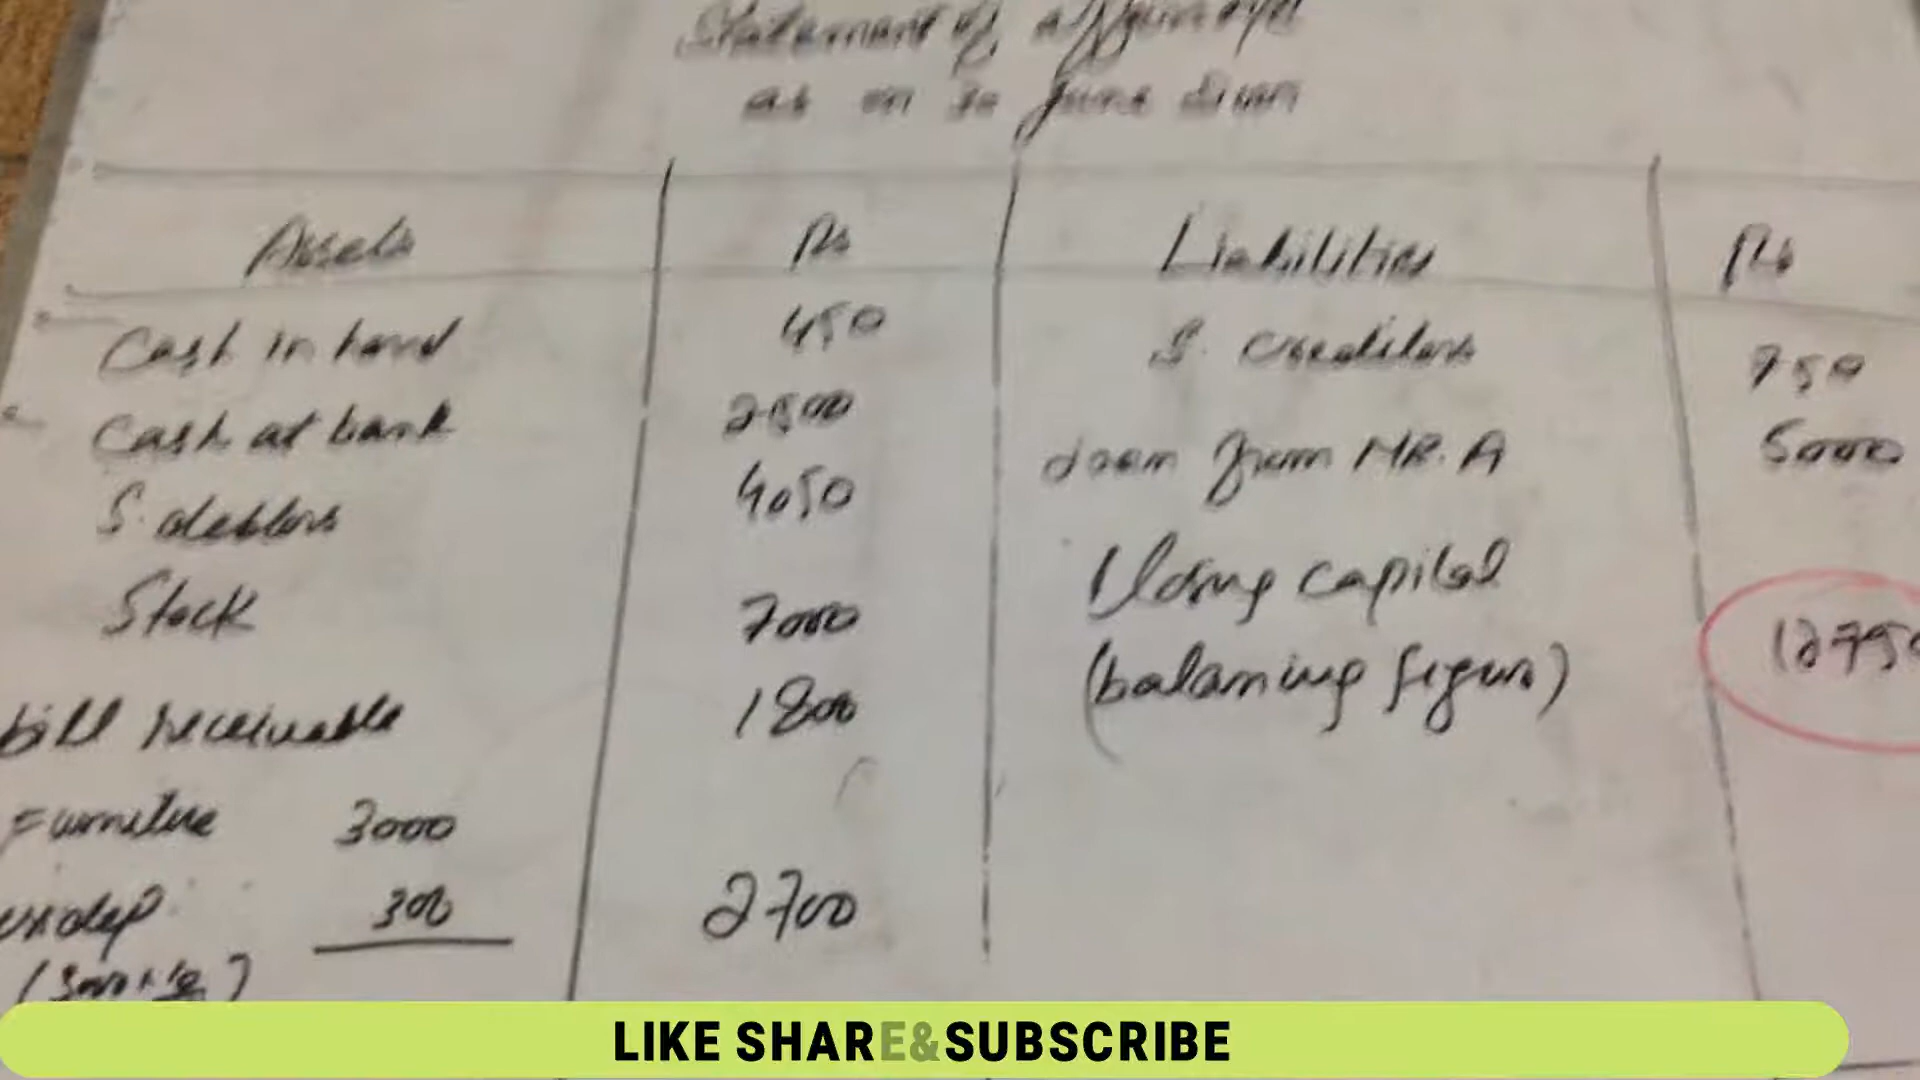 Statement of affairs
as on 30 June
Assets Rs Liabilities Rs
Cash in hand 450 S. creditors 750
Cash at bank 2500 Loan from MR. A 5000
S. debtors 4050
Stock 7000 Closing capital
(balancing figure) 12750
bill receivable 1800
Furniture 3000
300 2700
LIKE SHARE&SUBSCRIBE